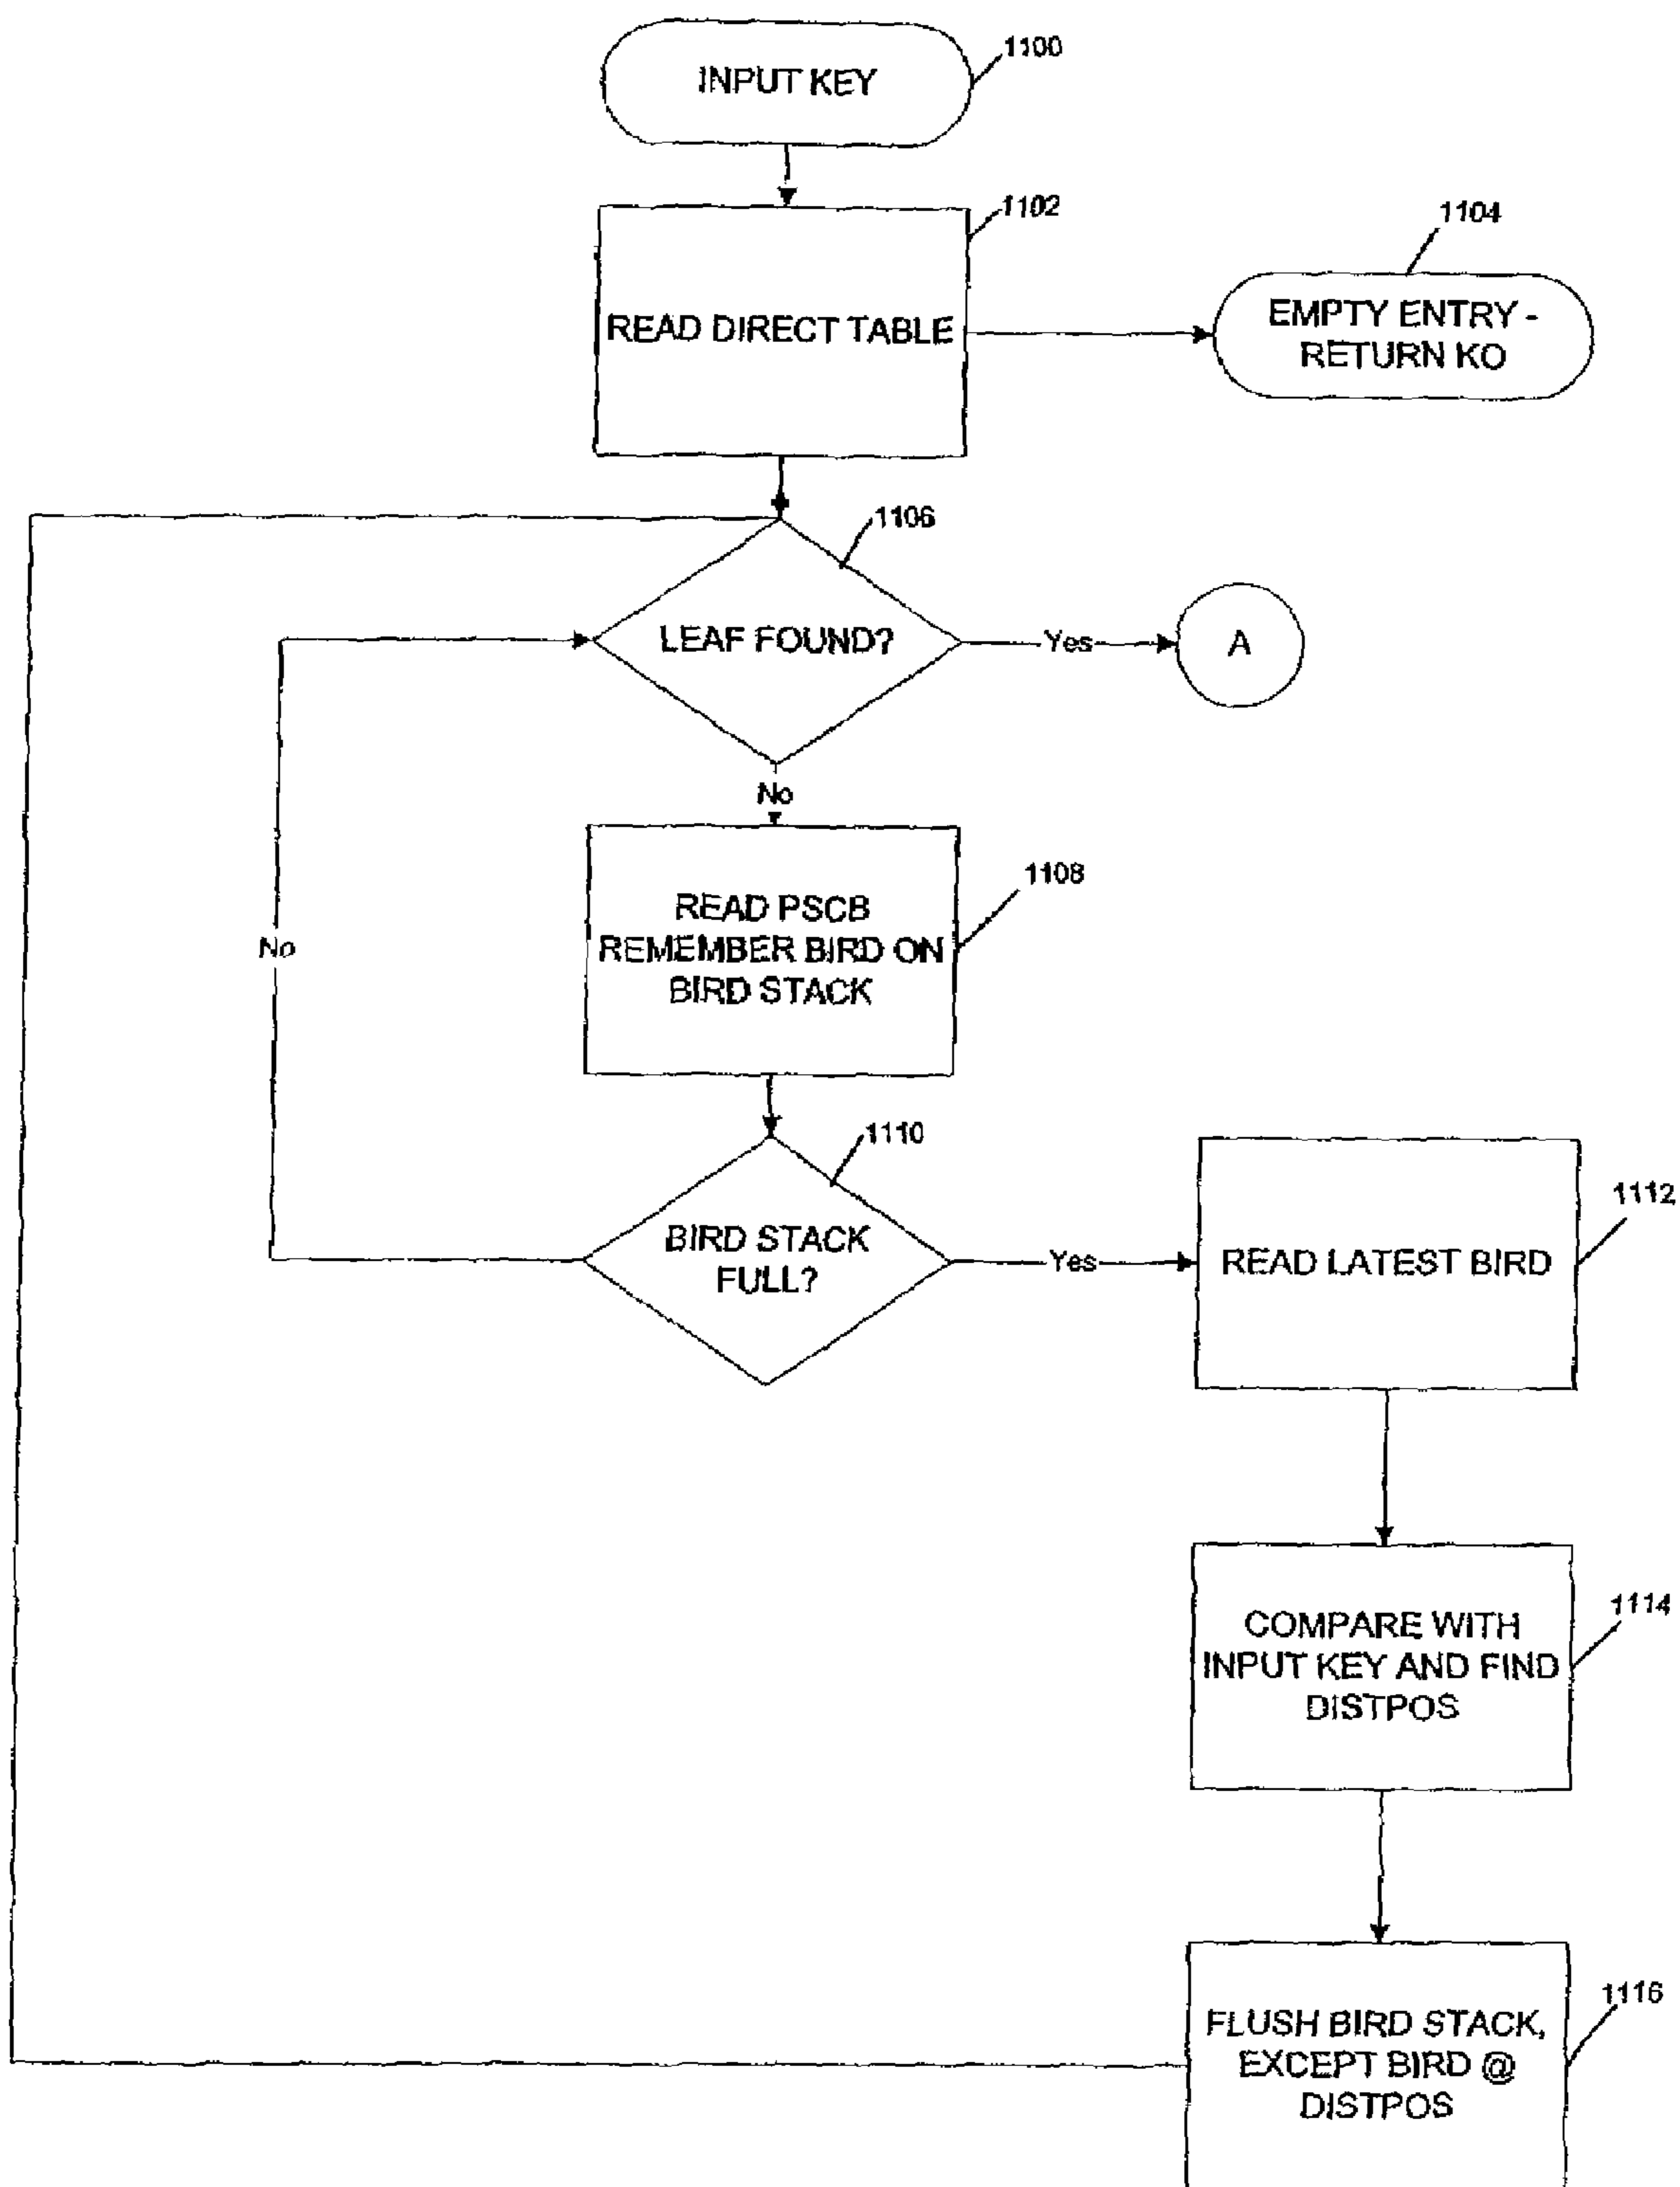 INPUT KEY
1100
READ DIRECT TABLE
1102
EMPTY ENTRY -
RETURN KO
1104
LEAF FOUND?
1106
Yes
A
No
READ PSCB
REMEMBER BIRD ON
BIRD STACK
1108
No
BIRD STACK
FULL?
1110
Yes
READ LATEST BIRD
1112
COMPARE WITH
INPUT KEY AND FIND
DISTPOS
1114
FLUSH BIRD STACK,
EXCEPT BIRD @
DISTPOS
1116